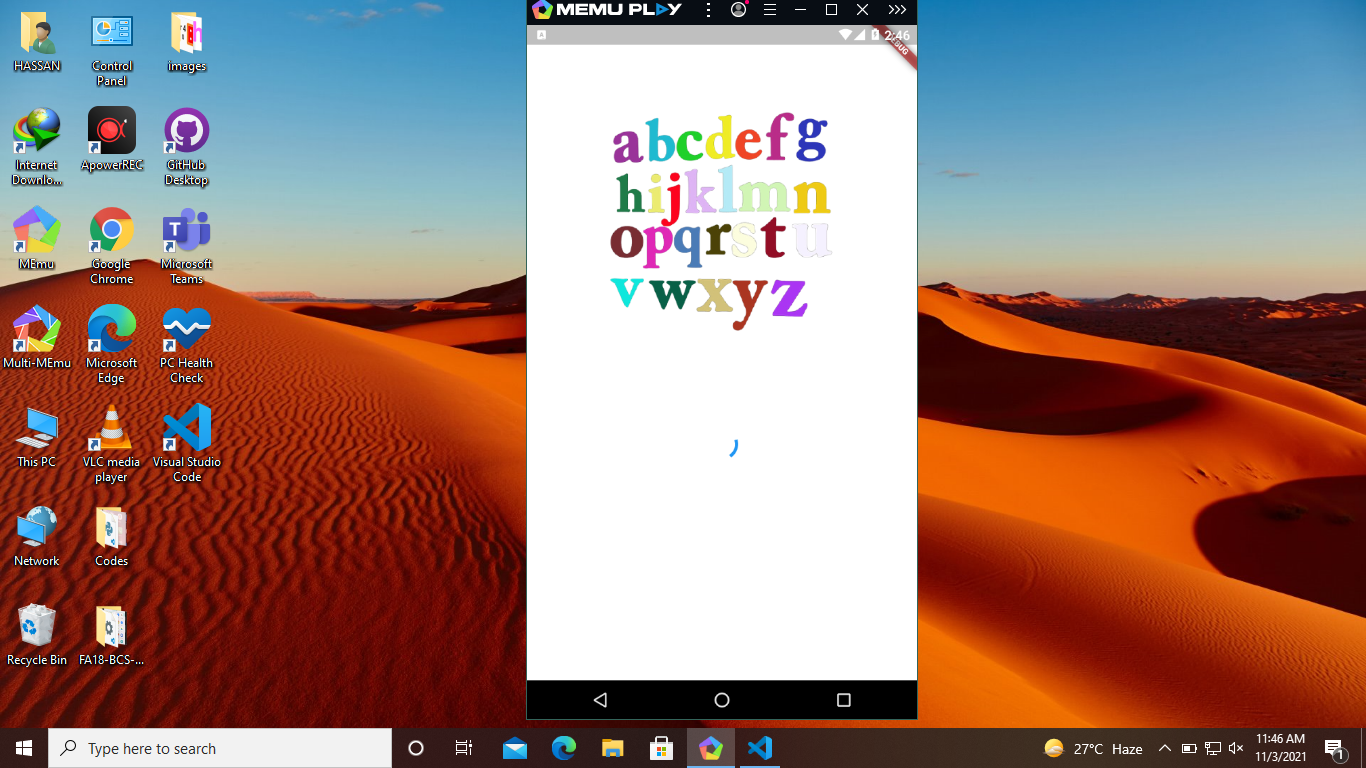 MEMU PLAY
2:46
BUG
abcdefg
hijklmn
opqrstu
vwxyz
HASSAN
Control Panel
images
Internet Downlo...
ApowerREC
GitHub Desktop
MEmu
Google Chrome
Microsoft Teams
Multi-MEmu
Microsoft Edge
PC Health Check
This PC
VLC media player
Visual Studio Code
Network
Codes
Recycle Bin
FA18-BCS-...
Type here to search
27°C Haze
11:46 AM
11/3/2021
1